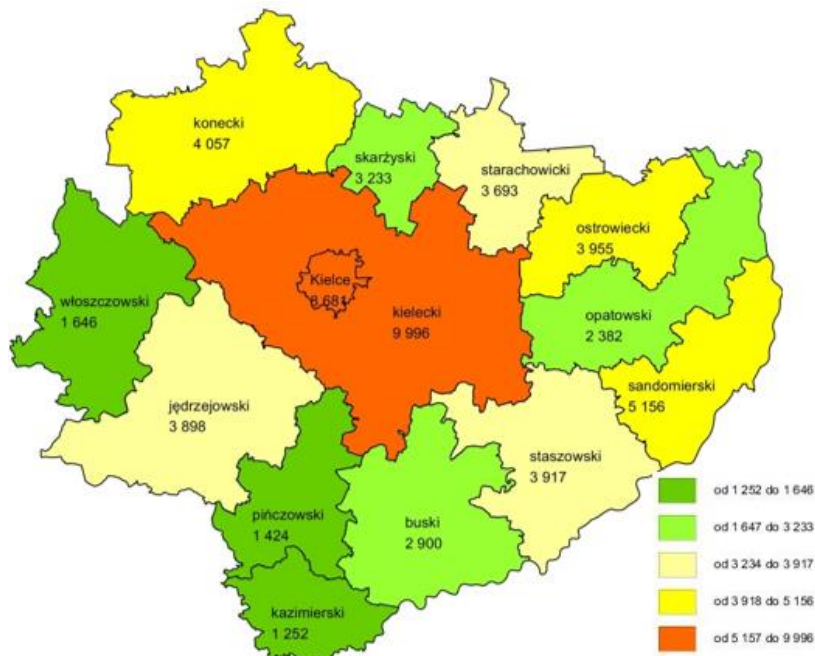 konecki
4 057
skarżyski
3 233
starachowicki
3 693
ostrowiecki
3 955
Kielce
8 681
włoszczowski
1 646
kielecki
9 996
opatowski
2 382
sandomierski
5 156
jędrzejowski
3 898
staszowski
3 917
pińczowski
1 424
buski
2 900
kazimierski
1 252
od 1 252 do 1 646
od 1 647 do 3 233
od 3 234 do 3 917
od 3 918 do 5 156
od 5 157 do 9 996